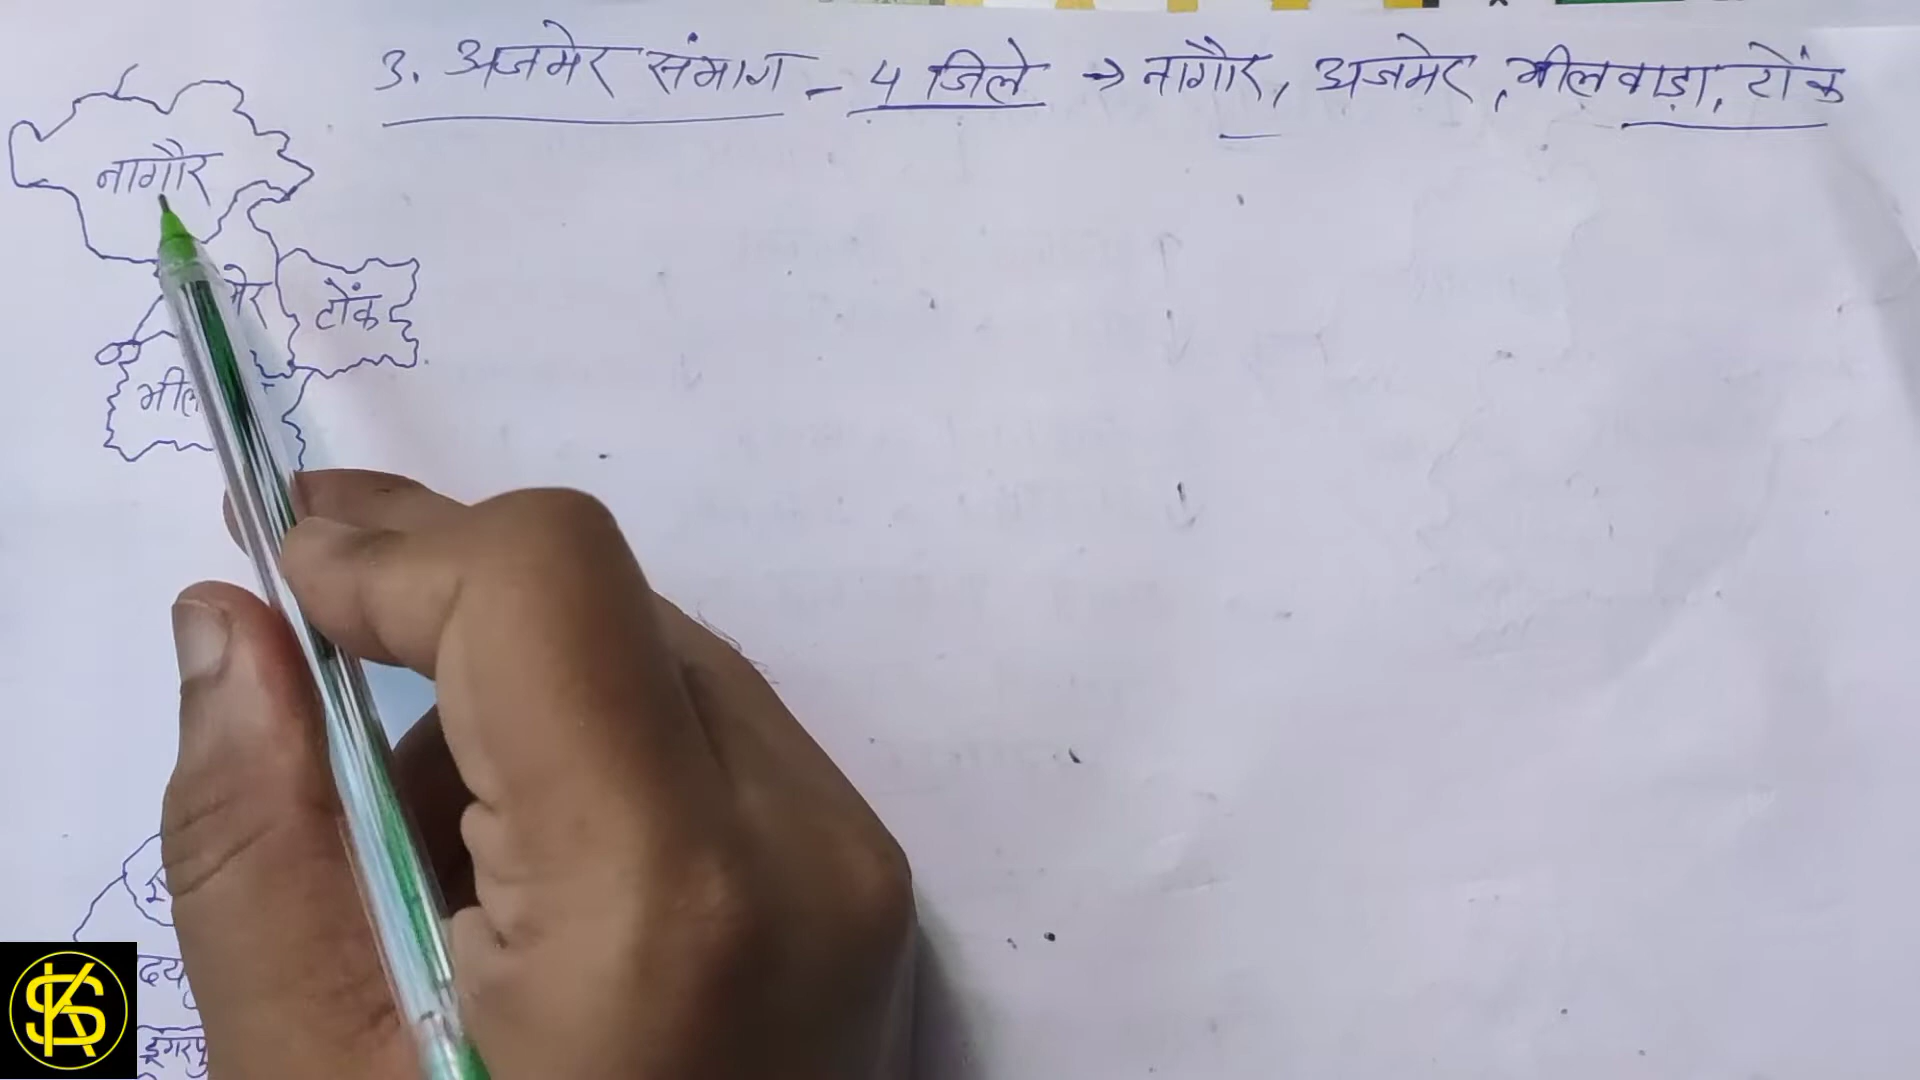 3. अजमेर संभाग - 4 जिले → नागौर, अजमेर, भीलवाड़ा, टोंक
नागौर
टोंक